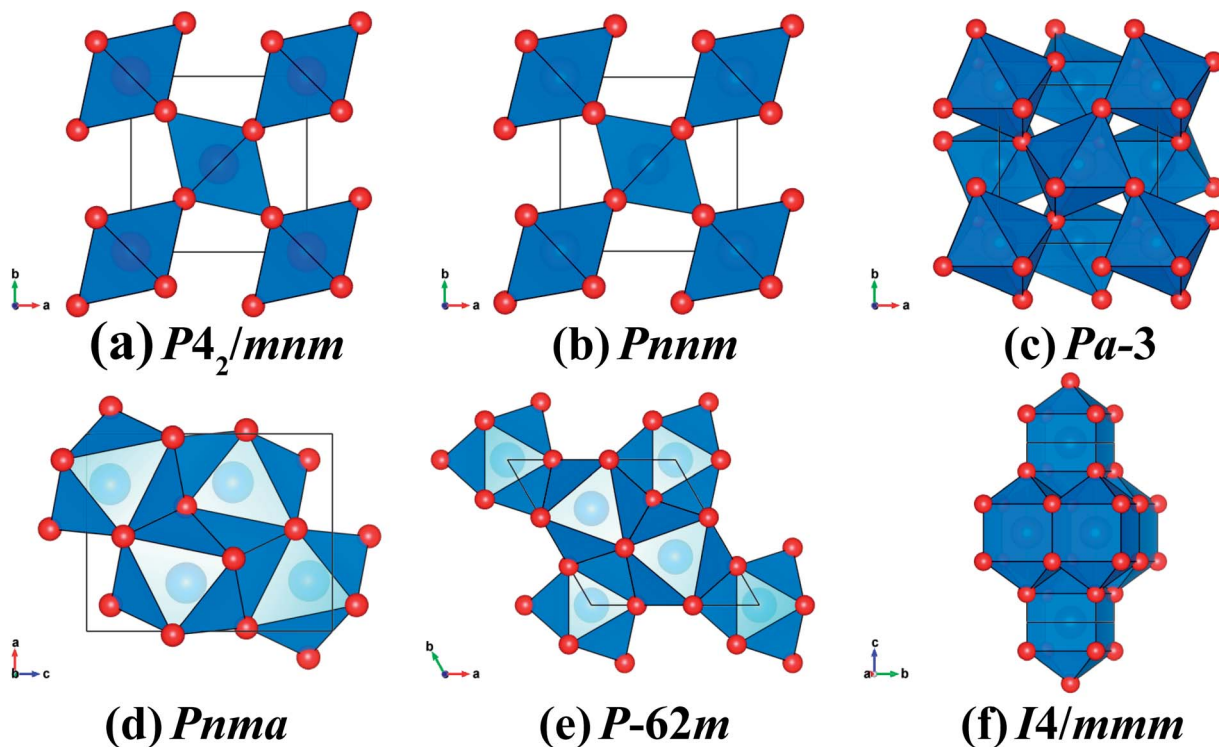 b
a
(a) P4₂/mnm
b
a
(b) Pnnm
b
a
(c) Pa-3
a
b
c
(d) Pnma
b
a
(e) P-62m
c
a
b
(f) I4/mmm